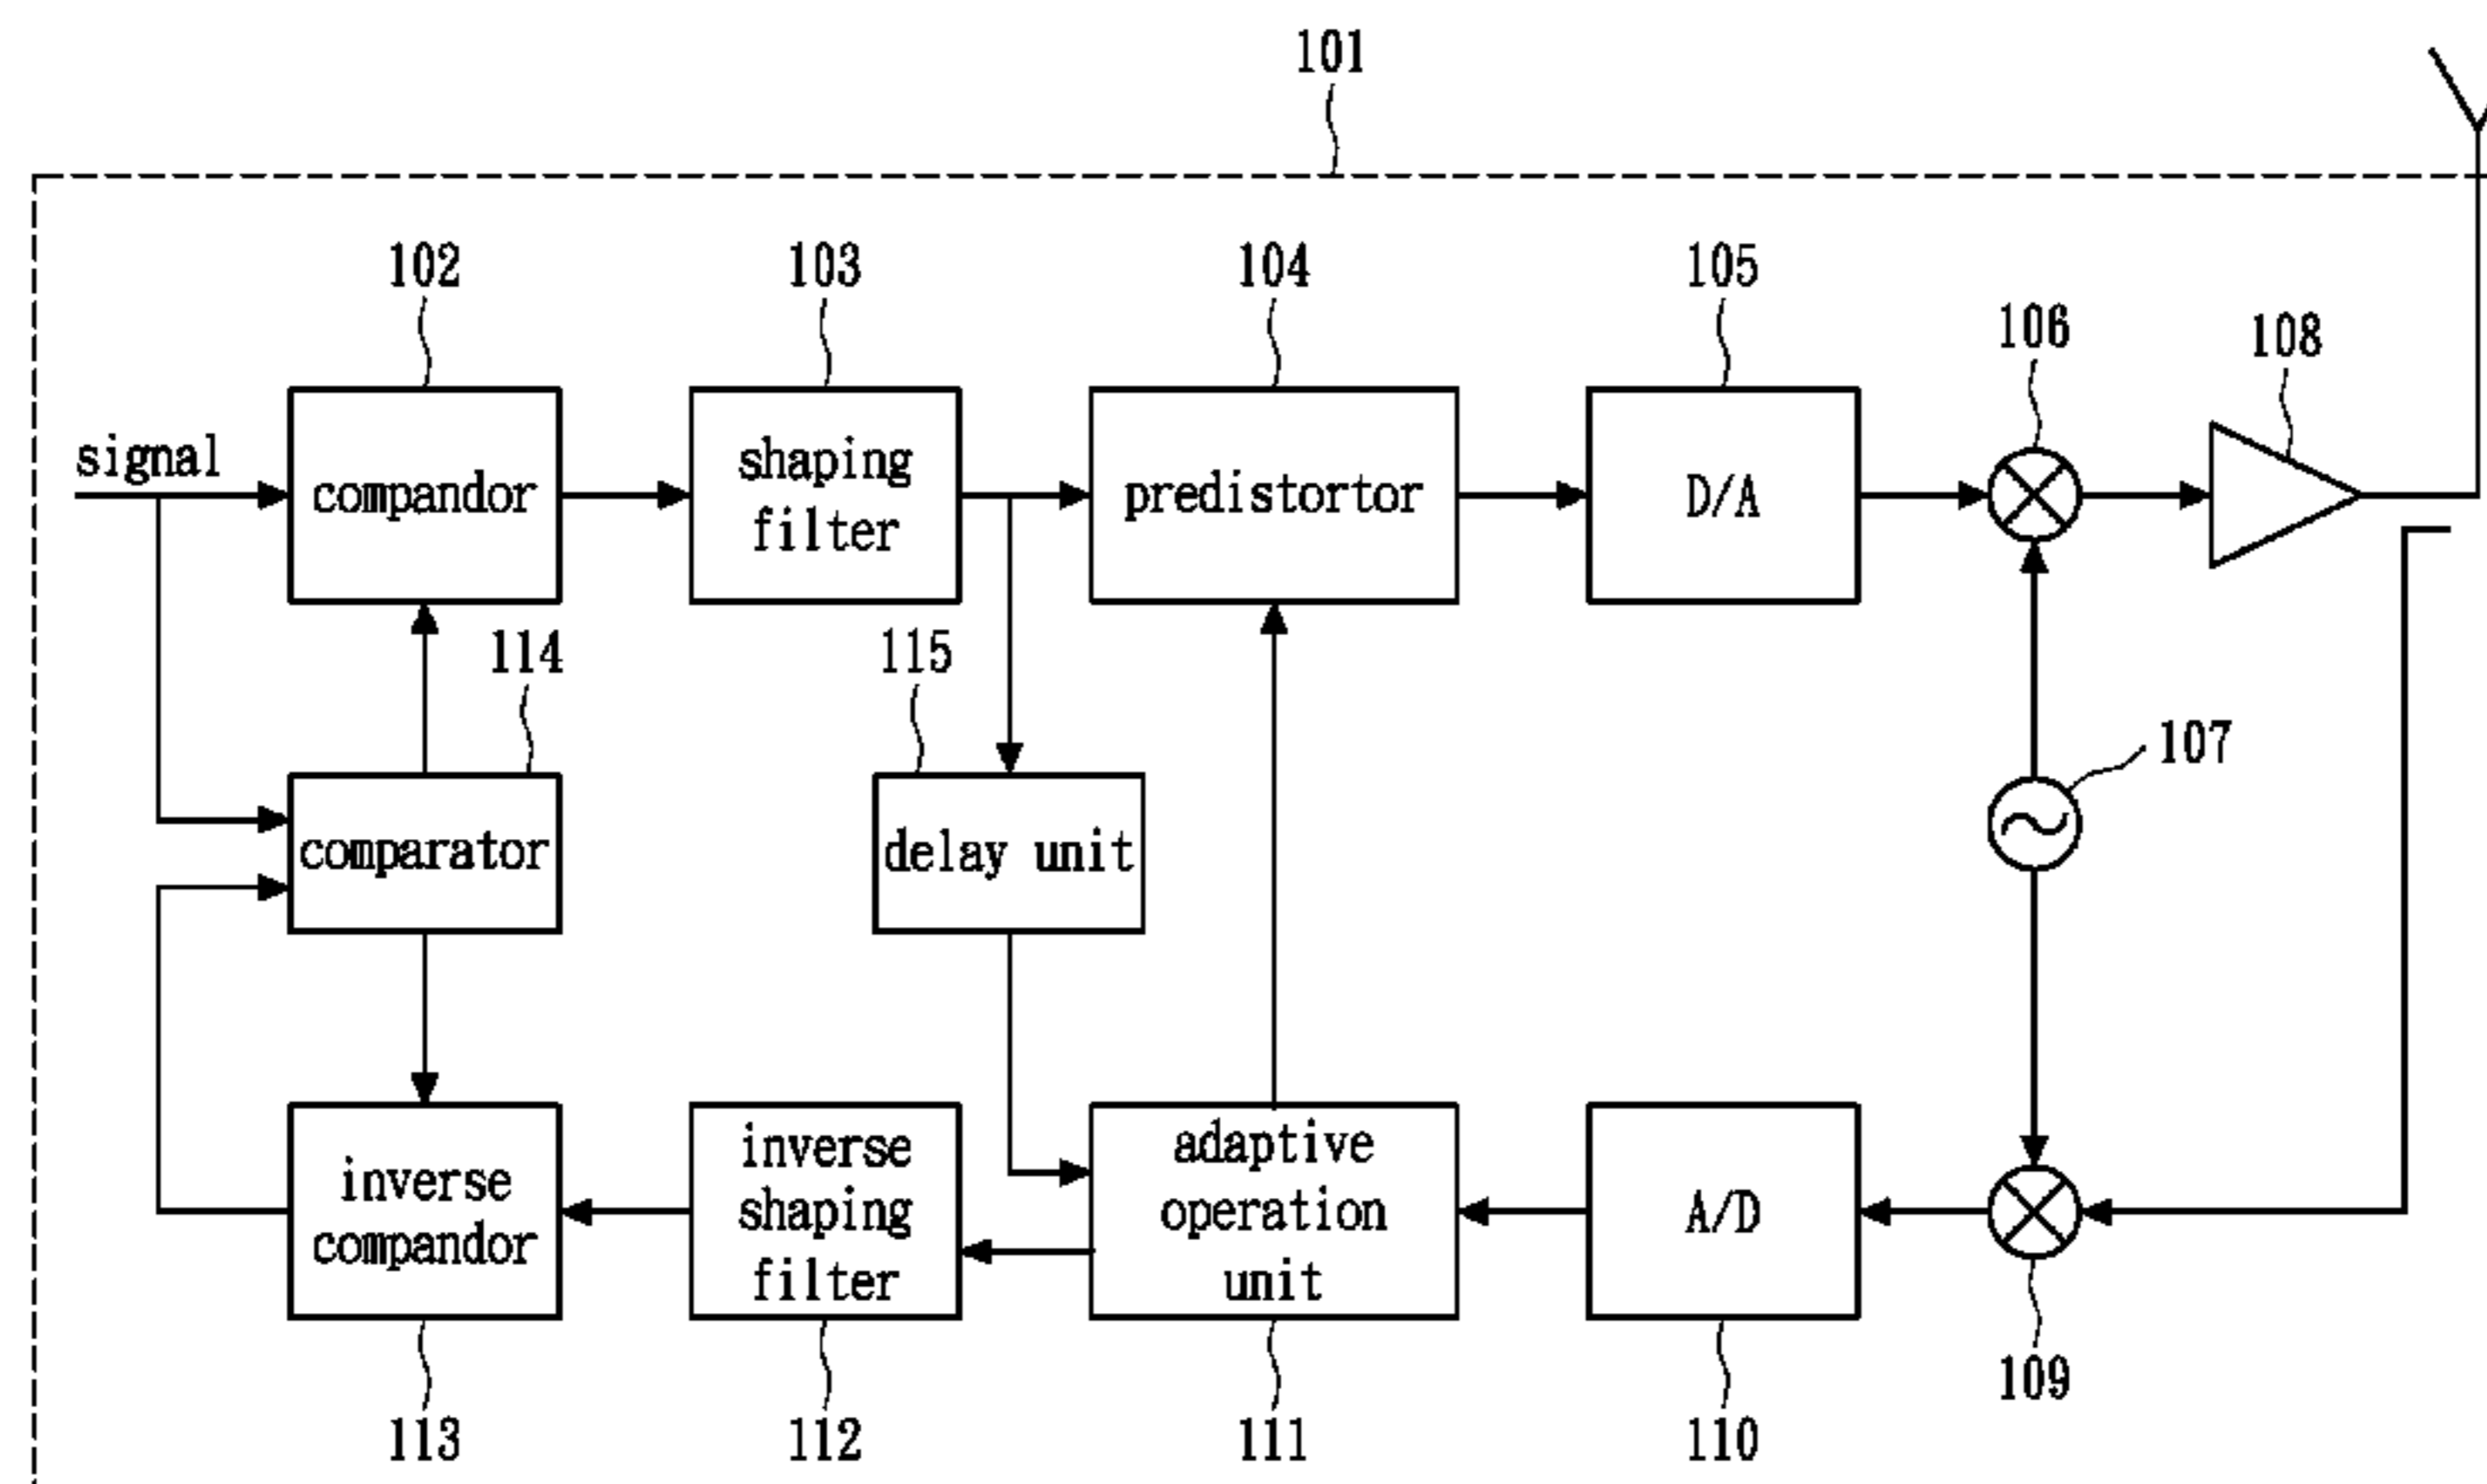 101
102
103
104
105
106
108
signal
compandor
shaping
filter
predistortor
D/A
114
115
107
comparator
delay unit
inverse
compandor
inverse
shaping
filter
adaptive
operation
unit
A/D
109
113
112
111
110